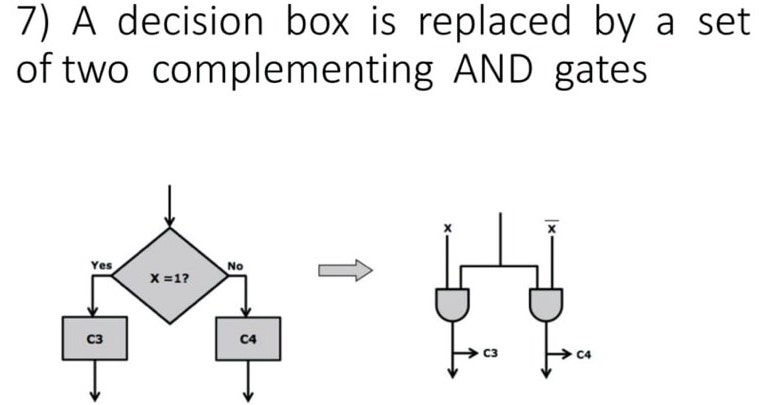 7) A decision box is replaced by a set
of two complementing AND gates
X
X
Yes
No
X =1?
C3
C4
C3
C4